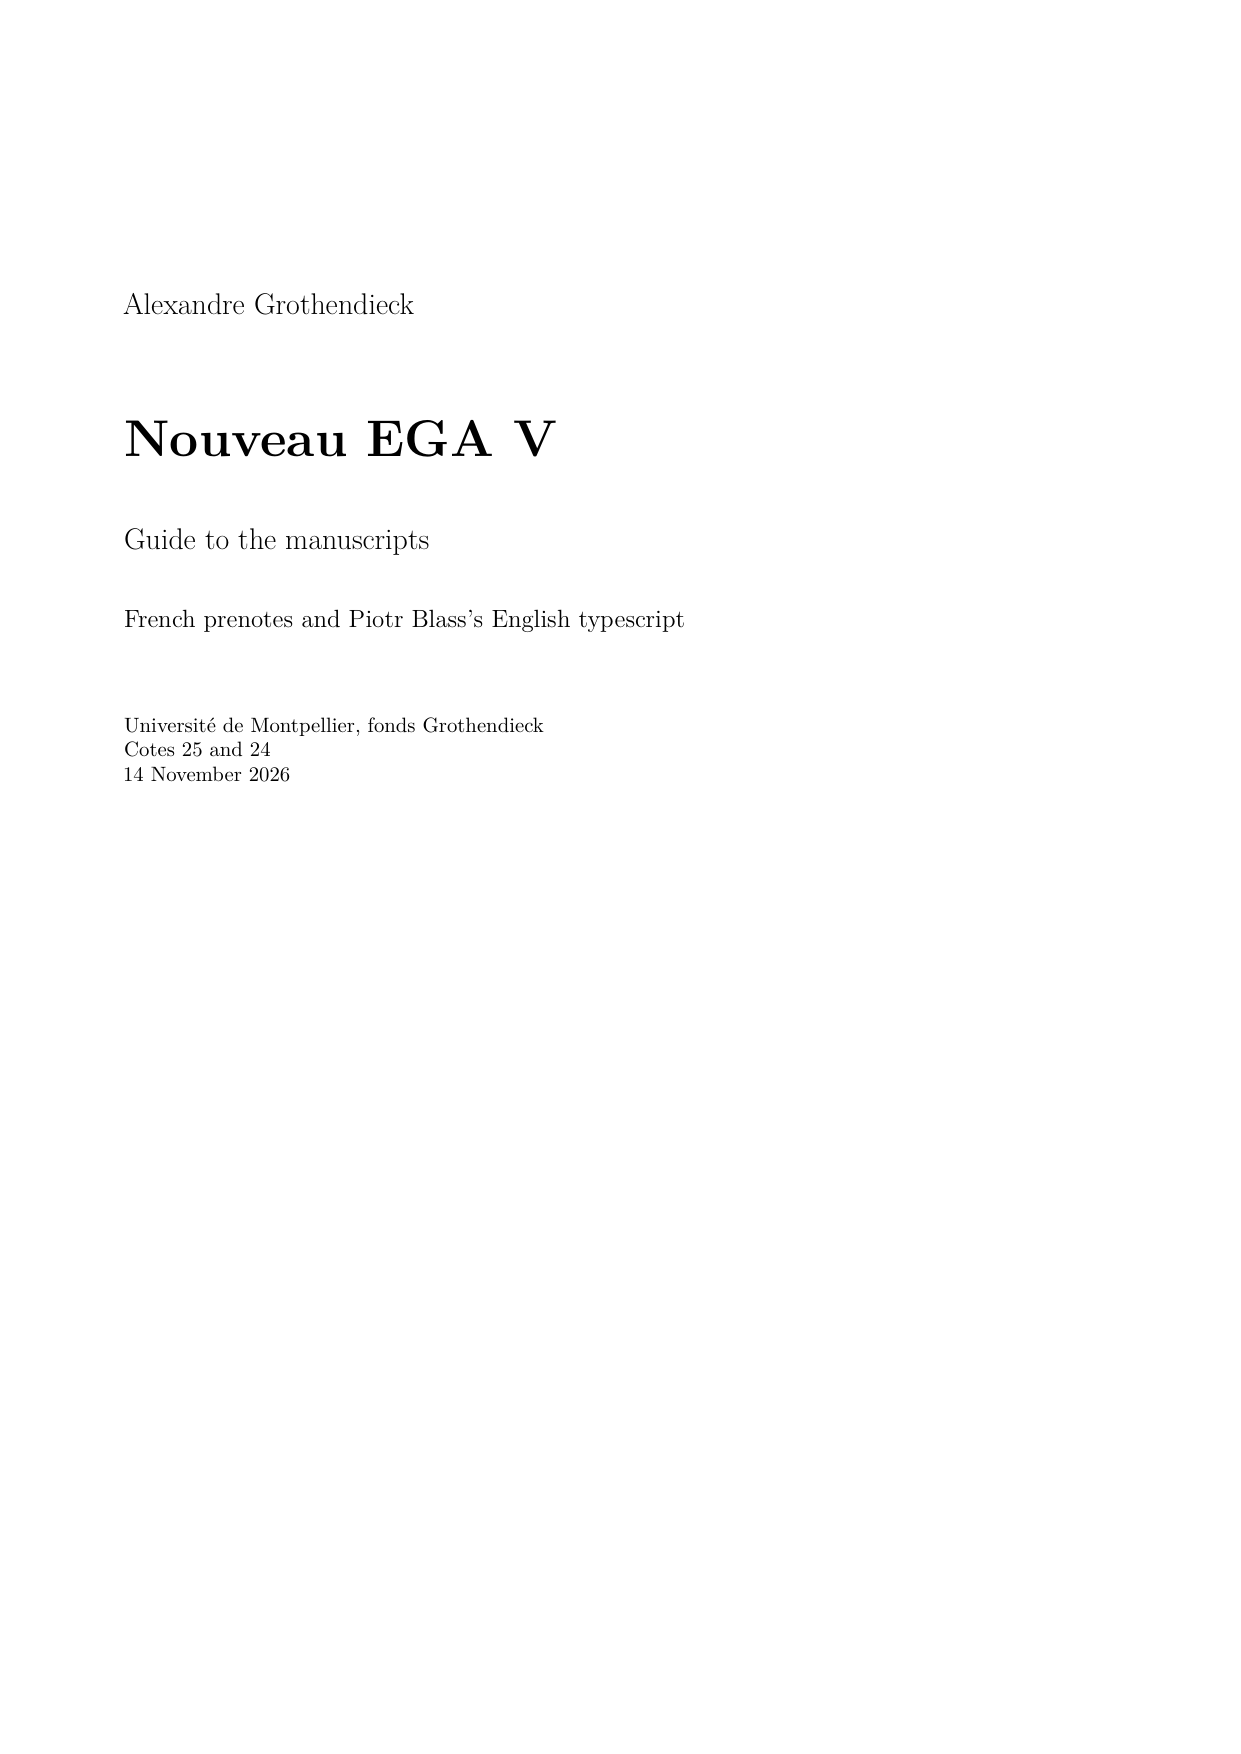 Alexandre Grothendieck
Nouveau EGA V
Guide to the manuscripts
French prenotes and Piotr Blass's English typescript
Université de Montpellier, fonds Grothendieck
Cotes 25 and 24
14 November 2026